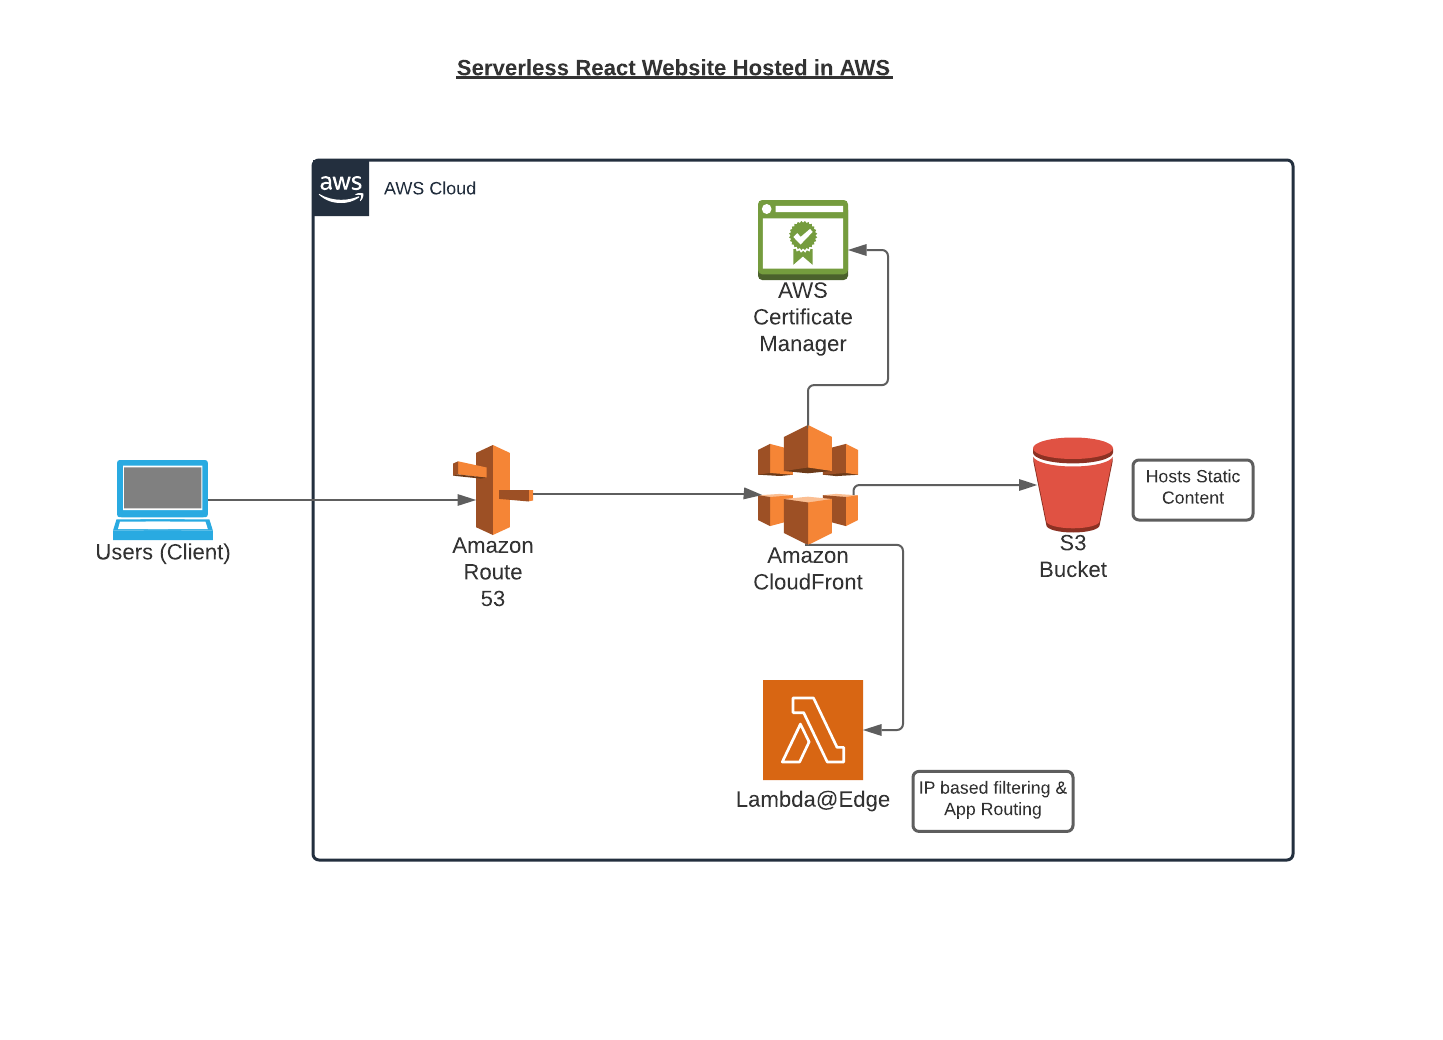 Serverless React Website Hosted in AWS
aws
AWS Cloud
AWS
Certificate
Manager
Users (Client)
Amazon
Route
53
Amazon
CloudFront
S3
Bucket
Hosts Static
Content
Lambda@Edge
IP based filtering &
App Routing